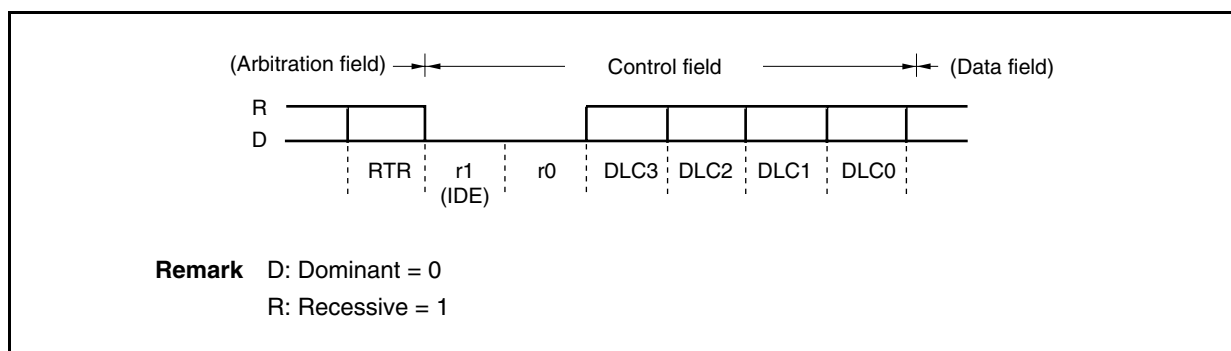 (Arbitration field) Control field (Data field)
R
D
RTR r1 r0 DLC3 DLC2 DLC1 DLC0
(IDE)
Remark D: Dominant = 0
R: Recessive = 1